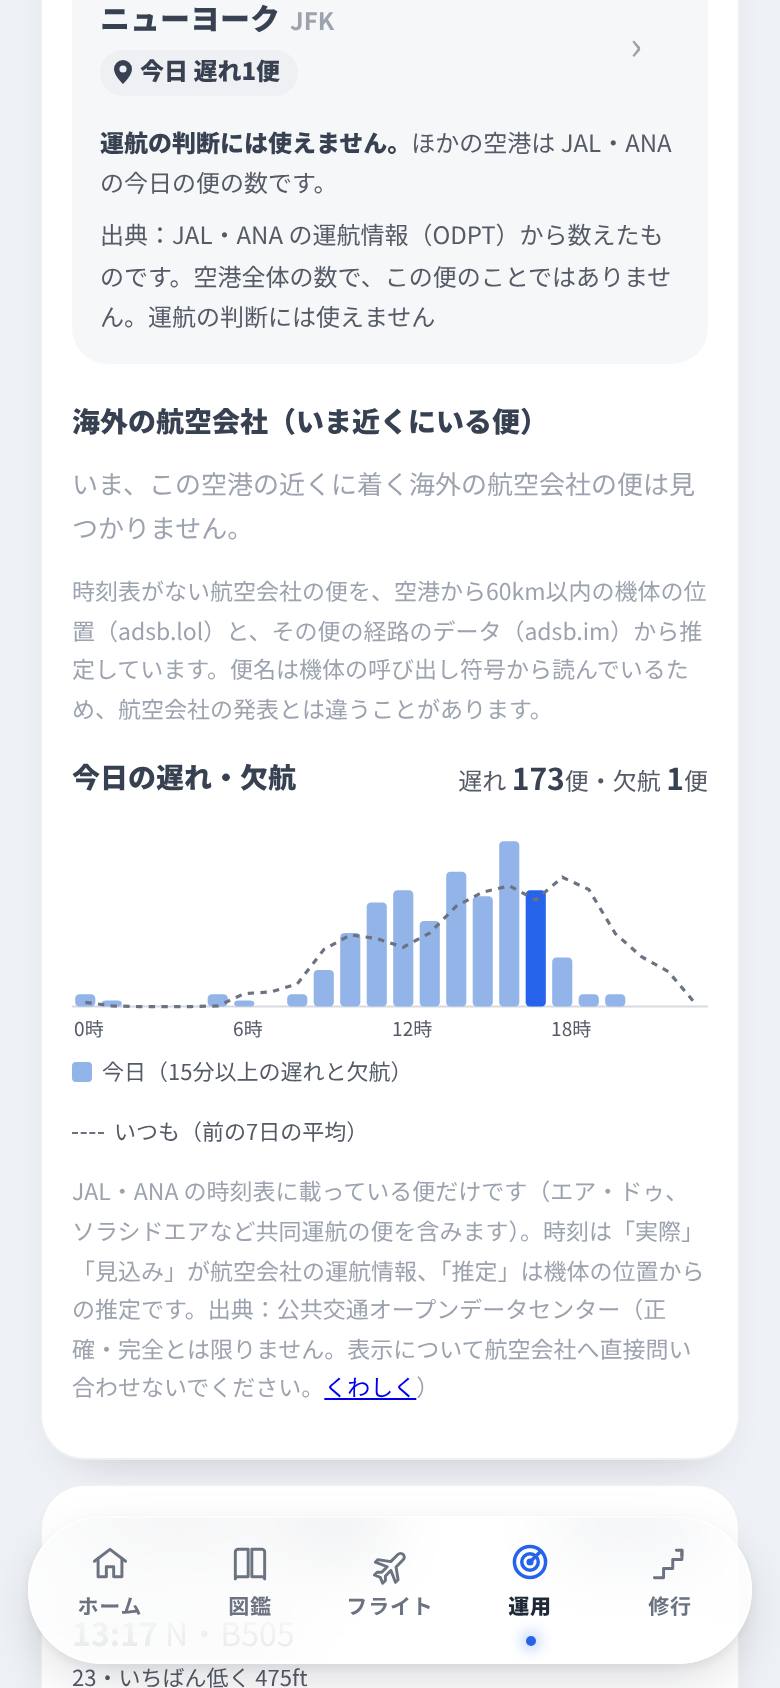 ニューヨーク JFK
今日 遅れ1便
運航の判断には使えません。ほかの空港は JAL・ANA
の今日の便の数です。
出典：JAL・ANA の運航情報（ODPT）から数えたも
のです。空港全体の数で、この便のことではありませ
ん。運航の判断には使えません
海外の航空会社（いま近くにいる便）
いま、この空港の近くに着く海外の航空会社の便は見
つかりません。
時刻表がない航空会社の便を、空港から60km以内の機体の位
置（adsb.lol）と、その便の経路のデータ（adsb.im）から推
定しています。便名は機体の呼び出し符号から読んでいるた
め、航空会社の発表とは違うことがあります。
今日の遅れ・欠航 遅れ 173便・欠航 1便
0時 6時 12時 18時
今日（15分以上の遅れと欠航）
---- いつも（前の7日の平均）
JAL・ANA の時刻表に載っている便だけです（エア・ドゥ、
ソラシドエアなど共同運航の便を含みます）。時刻は「実際」
「見込み」が航空会社の運航情報、「推定」は機体の位置から
の推定です。出典：公共交通オープンデータセンター（正
確・完全とは限りません。表示について航空会社へ直接問い
合わせないでください。くわしく）
ホーム 図鑑 フライト 運用 修行
13:17 N・B505
23・いちばん低く 475ft